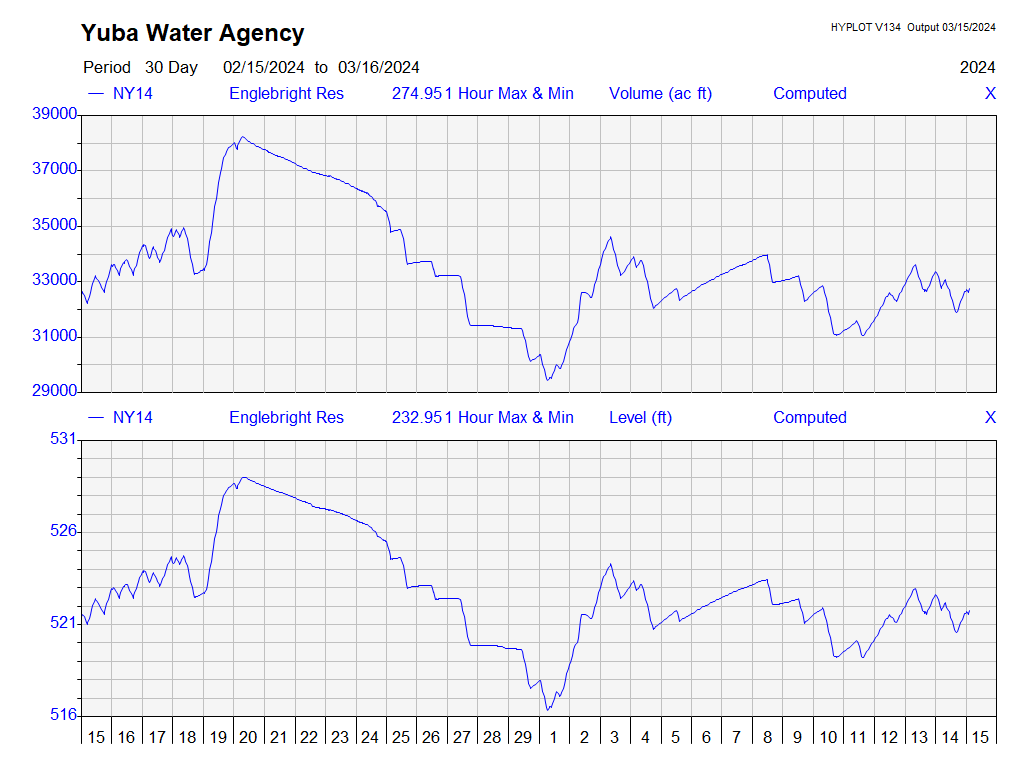 Yuba Water Agency
HYPLOT V134 Output 03/15/2024
Period 30 Day 02/15/2024 to 03/16/2024 2024
NY14 Englebright Res 274.951 Hour Max & Min Volume (ac ft) Computed X
39000
37000
35000
33000
31000
29000
NY14 Englebright Res 232.951 Hour Max & Min Level (ft) Computed X
531
526
521
516
15 16 17 18 19 20 21 22 23 24 25 26 27 28 29 1 2 3 4 5 6 7 8 9 10 11 12 13 14 15